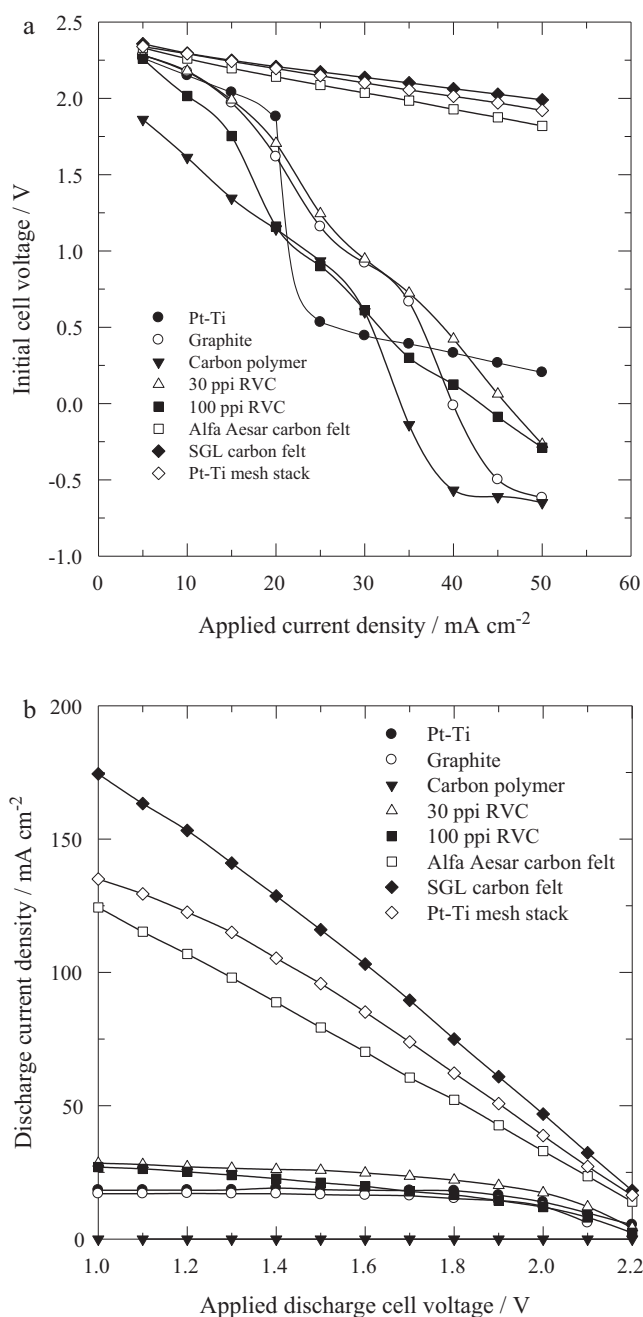 a
2.5
2.0
1.5
1.0
0.5
0.0
-0.5
-1.0
Initial cell voltage / V
Pt-Ti
Graphite
Carbon polymer
30 ppi RVC
100 ppi RVC
Alfa Aesar carbon felt
SGL carbon felt
Pt-Ti mesh stack
0 10 20 30 40 50 60
Applied current density / mA cm-2
b
200
150
100
50
0
Discharge current density / mA cm-2
Pt-Ti
Graphite
Carbon polymer
30 ppi RVC
100 ppi RVC
Alfa Aesar carbon felt
SGL carbon felt
Pt-Ti mesh stack
1.0 1.2 1.4 1.6 1.8 2.0 2.2
Applied discharge cell voltage / V